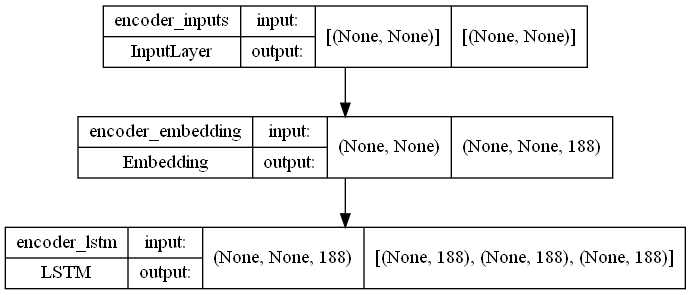 encoder_inputs input: [(None, None)] [(None, None)]
InputLayer output:
encoder_embedding input: (None, None) (None, None, 188)
Embedding output:
encoder_lstm input: (None, None, 188) [(None, 188), (None, 188), (None, 188)]
LSTM output: